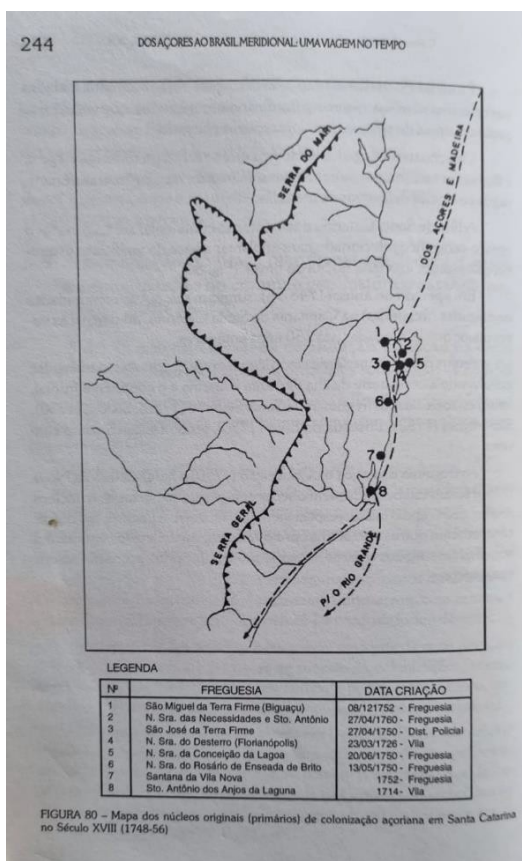 244
DOS AÇORES AO BRASIL MERIDIONAL: UMA VIAGEM NO TEMPO
SERRA DO MAR
DOS AÇORES E MADEIRA
1
2
3
4
5
6
7
8
SERRA GERAL
P/ O RIO GRANDE
LEGENDA
Nº FREGUESIA DATA CRIAÇÃO
1 São Miguel da Terra Firme (Biguaçu) 08/121752 - Freguesia
2 N. Sra. das Necessidades e Sto. Antônio 27/04/1760 - Freguesia
3 São José da Terra Firme 27/04/1750 - Dist. Policial
4 N. Sra. do Desterro (Florianópolis) 23/03/1726 - Vila
5 N. Sra. de Conceição da Lagoa 20/06/1750 - Freguesia
6 N. Sra. do Rosário de Enseada de Brito 13/05/1750 - Freguesia
7 Santana da Vila Nova 1752- Freguesia
8 Sto. Antônio dos Anjos da Laguna 1714- Vila
FIGURA 80 – Mapa dos núcleos originais (primários) de colonização açoriana em Santa Catarina
no Século XVIII (1748-56)